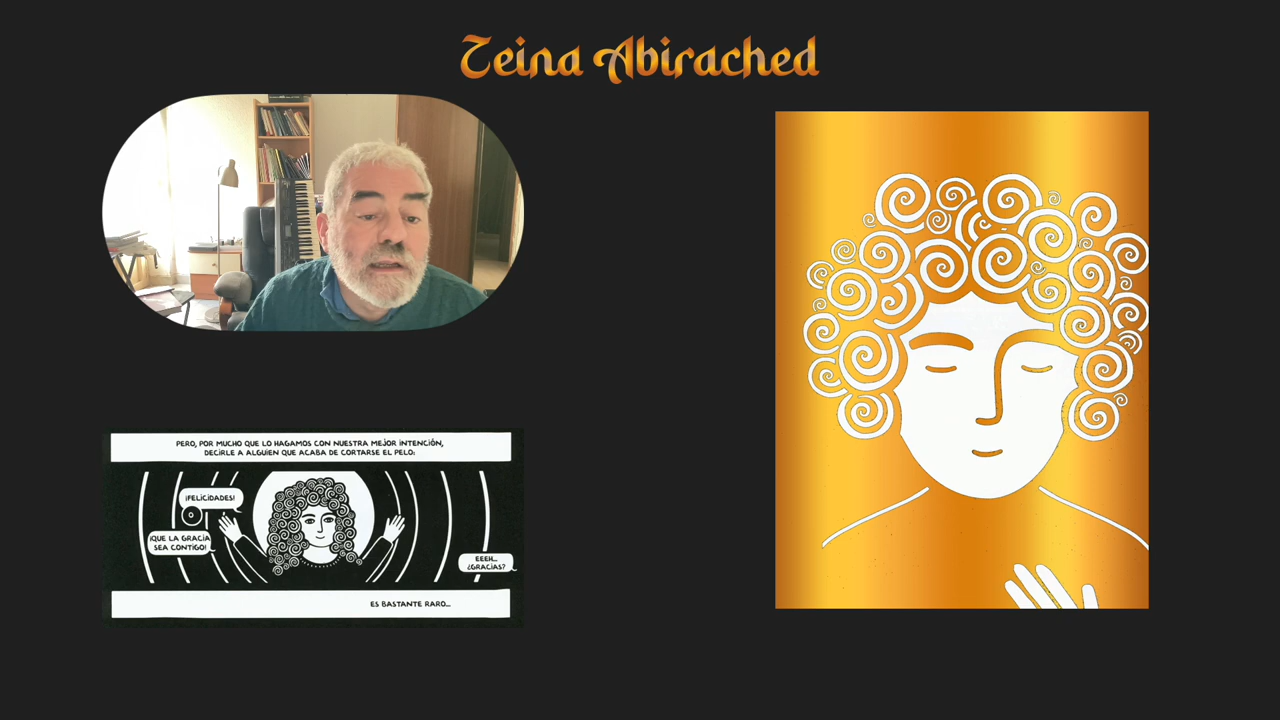 Zeina Abirached
PERO, POR MUCHO QUE LO HAGAMOS CON NUESTRA MEJOR INTENCIÓN,
DECIRLE A ALGUIEN QUE ACABA DE CORTARSE EL PELO:
¡FELICIDADES!
¡QUE LA GRACIA
SEA CONTIGO!
EEEH...
¿GRACIAS?
ES BASTANTE RARO...